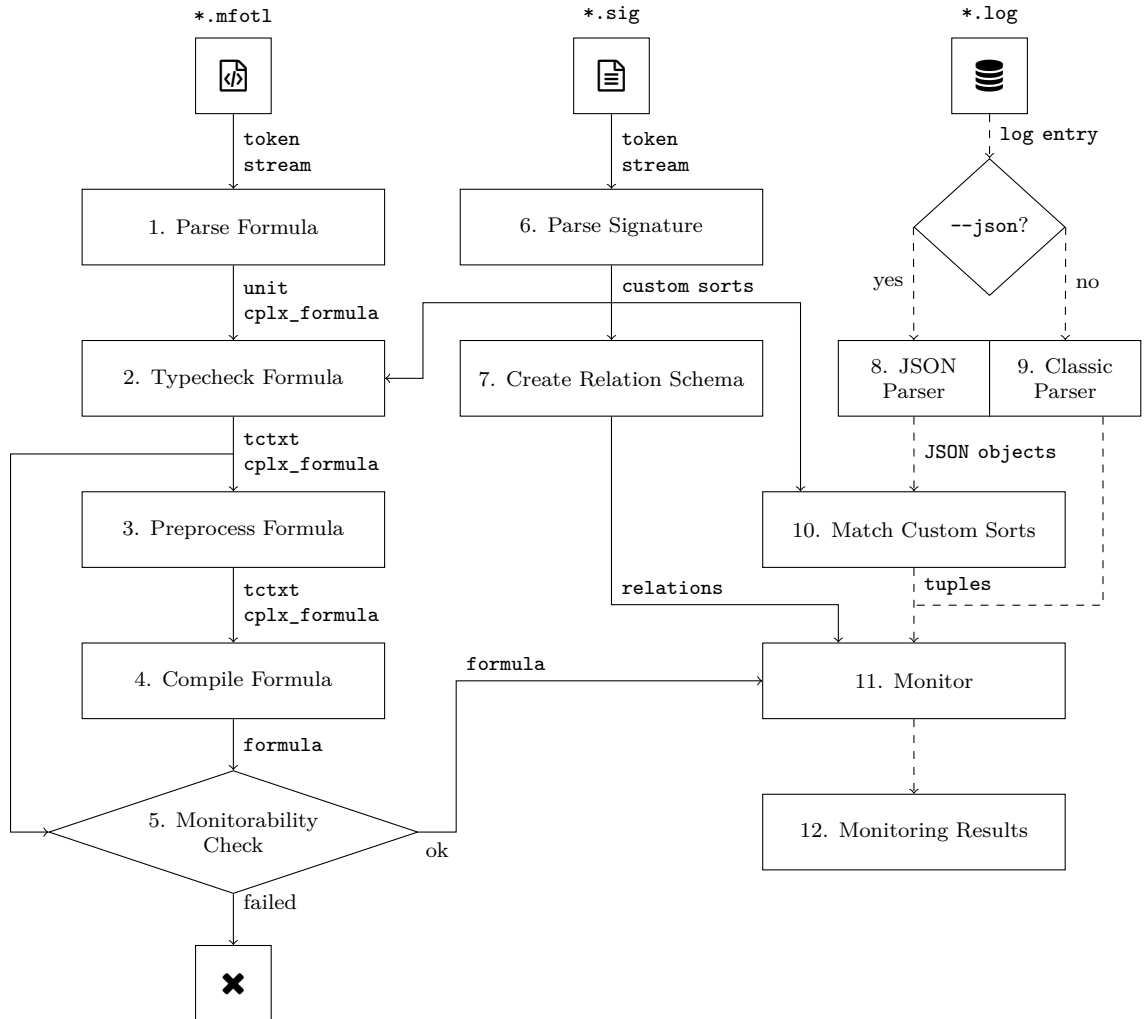 *.mfotl
*.sig
*.log
token
stream
token
stream
log entry
1. Parse Formula
6. Parse Signature
--json?
yes
no
unit
cplx_formula
custom sorts
2. Typecheck Formula
7. Create Relation Schema
8. JSON
Parser
9. Classic
Parser
tctxt
cplx_formula
JSON objects
3. Preprocess Formula
10. Match Custom Sorts
tctxt
cplx_formula
relations
tuples
4. Compile Formula
formula
11. Monitor
formula
5. Monitorability
Check
ok
12. Monitoring Results
failed